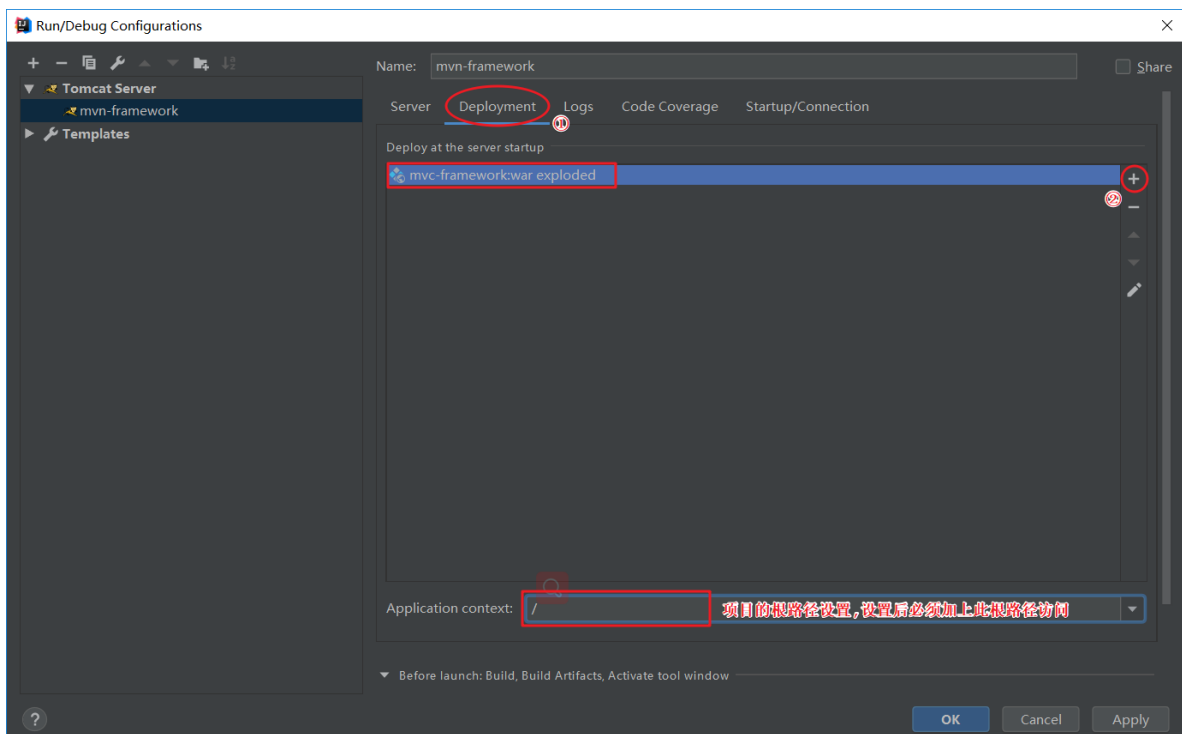 Run/Debug Configurations
Name: mvn-framework
Share
Tomcat Server
mvn-framework
Templates
Server Deployment Logs Code Coverage Startup/Connection
①
Deploy at the server startup
mvc-framework:war exploded
②
Application context: /
项目的根路径设置,设置后必须加上此根路径访问
Before launch: Build, Build Artifacts, Activate tool window
?
OK Cancel Apply